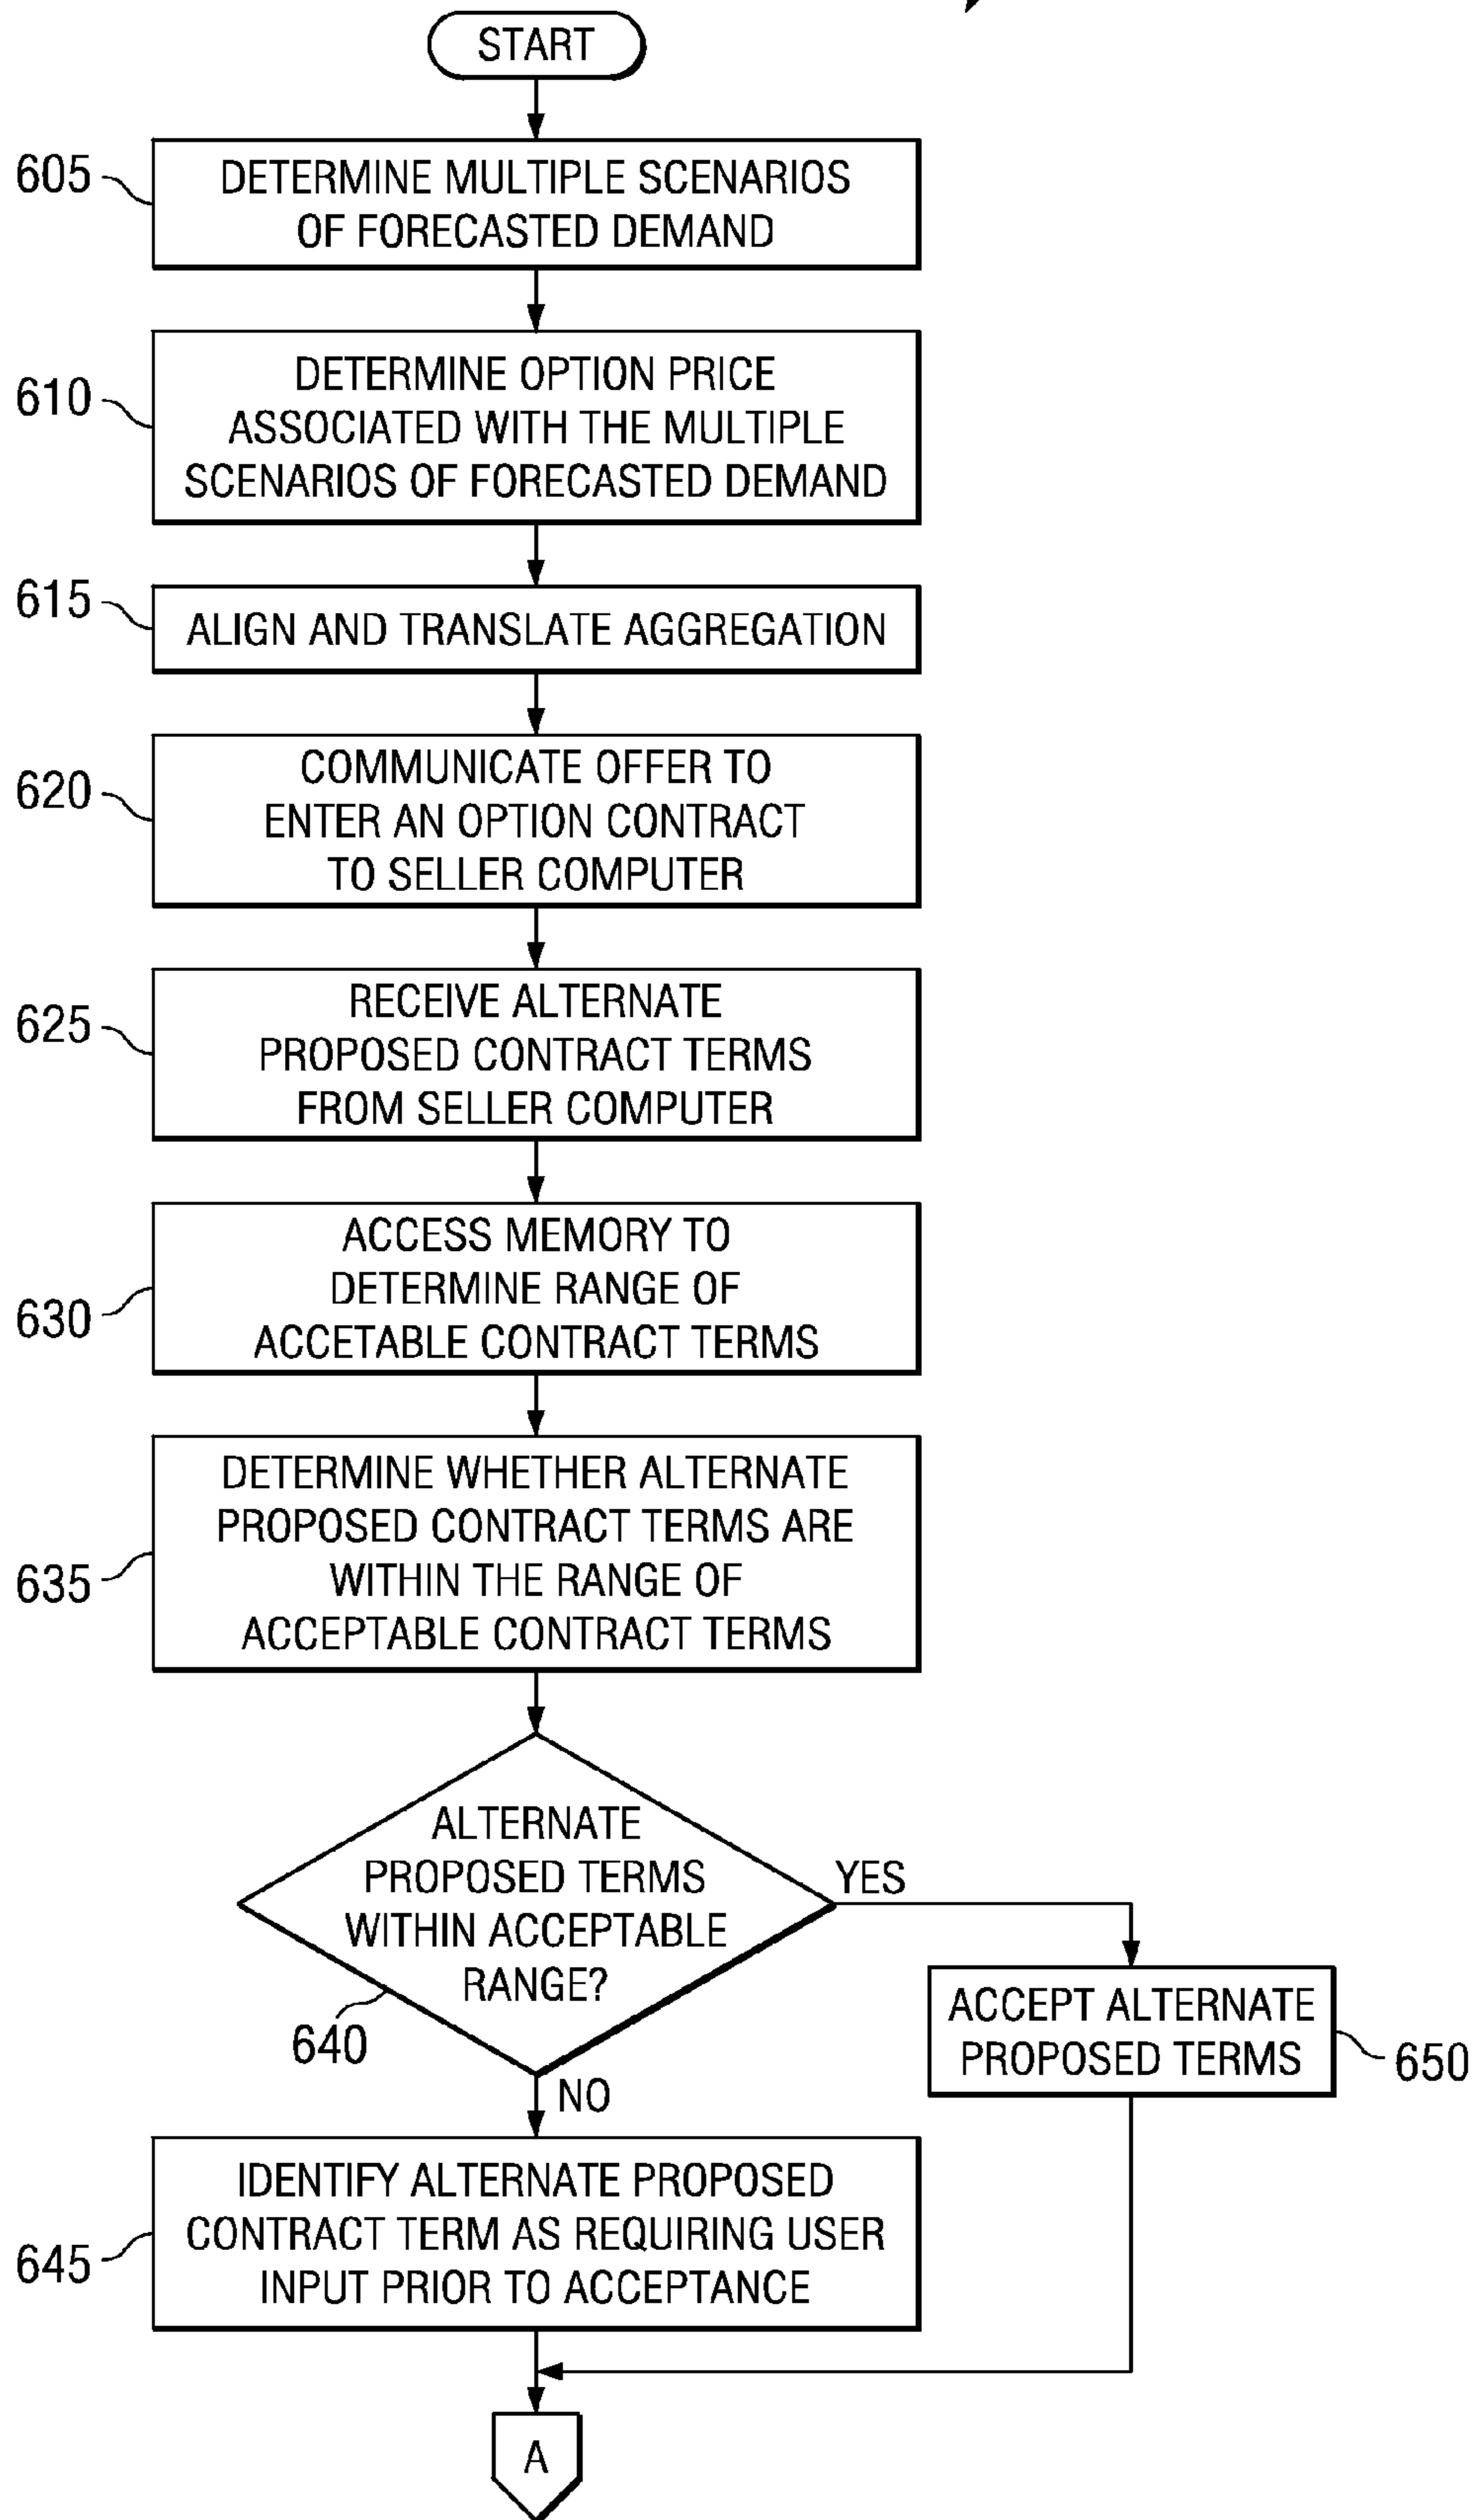 START
605
DETERMINE MULTIPLE SCENARIOS
OF FORECASTED DEMAND
610
DETERMINE OPTION PRICE
ASSOCIATED WITH THE MULTIPLE
SCENARIOS OF FORECASTED DEMAND
615
ALIGN AND TRANSLATE AGGREGATION
620
COMMUNICATE OFFER TO
ENTER AN OPTION CONTRACT
TO SELLER COMPUTER
625
RECEIVE ALTERNATE
PROPOSED CONTRACT TERMS
FROM SELLER COMPUTER
630
ACCESS MEMORY TO
DETERMINE RANGE OF
ACCETABLE CONTRACT TERMS
635
DETERMINE WHETHER ALTERNATE
PROPOSED CONTRACT TERMS ARE
WITHIN THE RANGE OF
ACCEPTABLE CONTRACT TERMS
ALTERNATE
PROPOSED TERMS
WITHIN ACCEPTABLE
RANGE?
640
YES
ACCEPT ALTERNATE
PROPOSED TERMS
650
NO
645
IDENTIFY ALTERNATE PROPOSED
CONTRACT TERM AS REQUIRING USER
INPUT PRIOR TO ACCEPTANCE
A